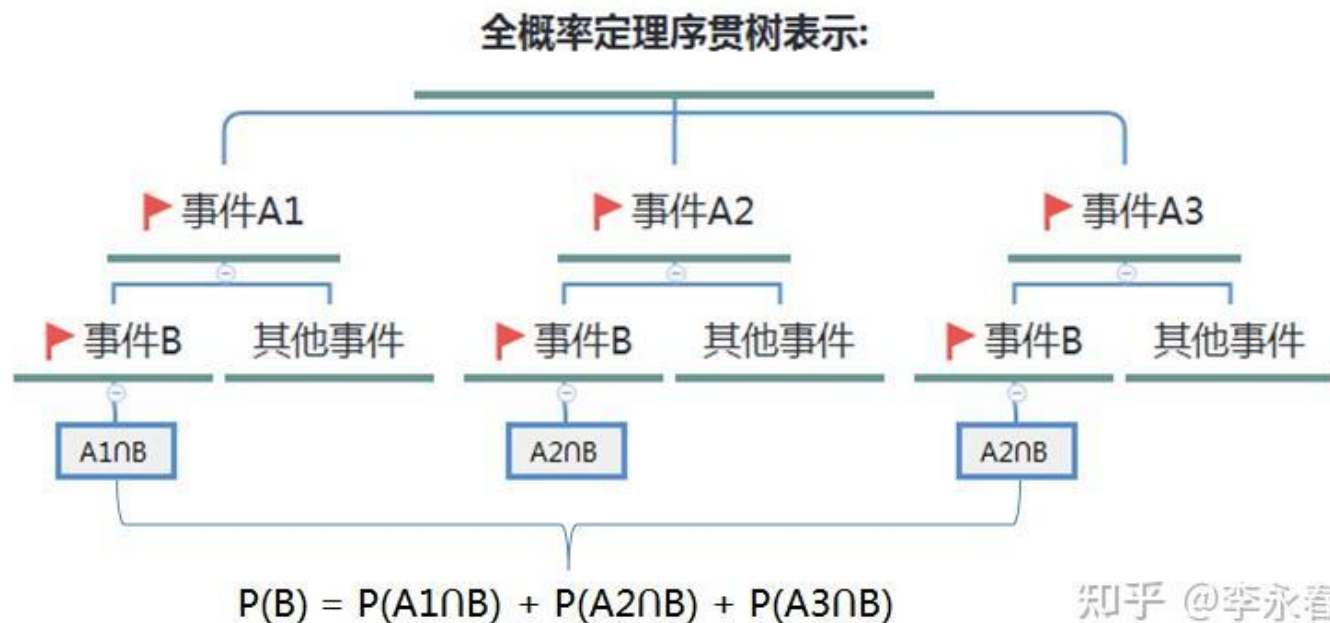 全概率定理序贯树表示:
事件A1 事件A2 事件A3
事件B 其他事件 事件B 其他事件 事件B 其他事件
A1∩B A2∩B A2∩B
P(B) = P(A1∩B) + P(A2∩B) + P(A3∩B)
知乎 @李永春